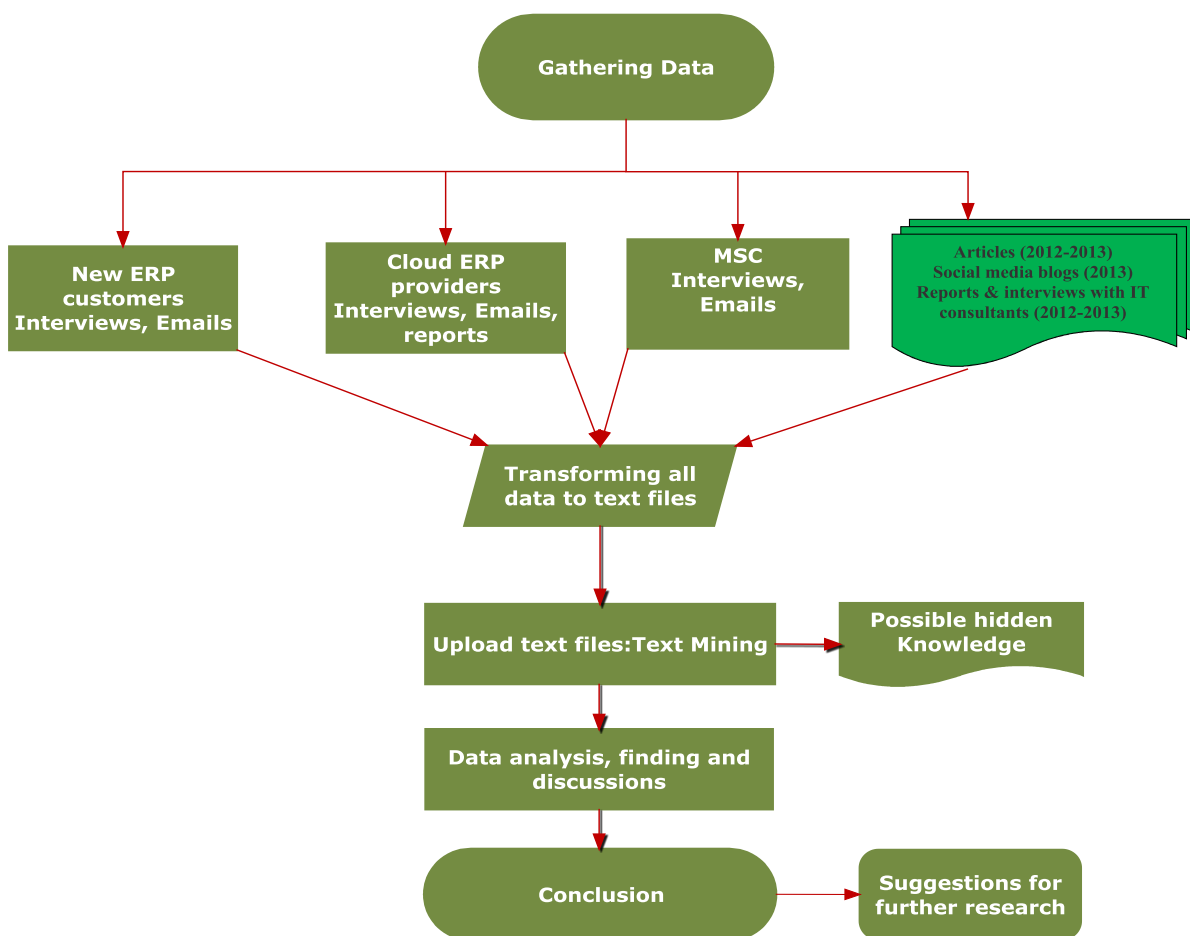 Gathering Data
New ERP
customers
Interviews, Emails
Cloud ERP
providers
Interviews, Emails,
reports
MSC
Interviews,
Emails
Articles (2012-2013)
Social media blogs (2013)
Reports & interviews with IT
consultants (2012-2013)
Transforming all
data to text files
Upload text files:Text Mining
Possible hidden
Knowledge
Data analysis, finding and
discussions
Conclusion
Suggestions for
further research